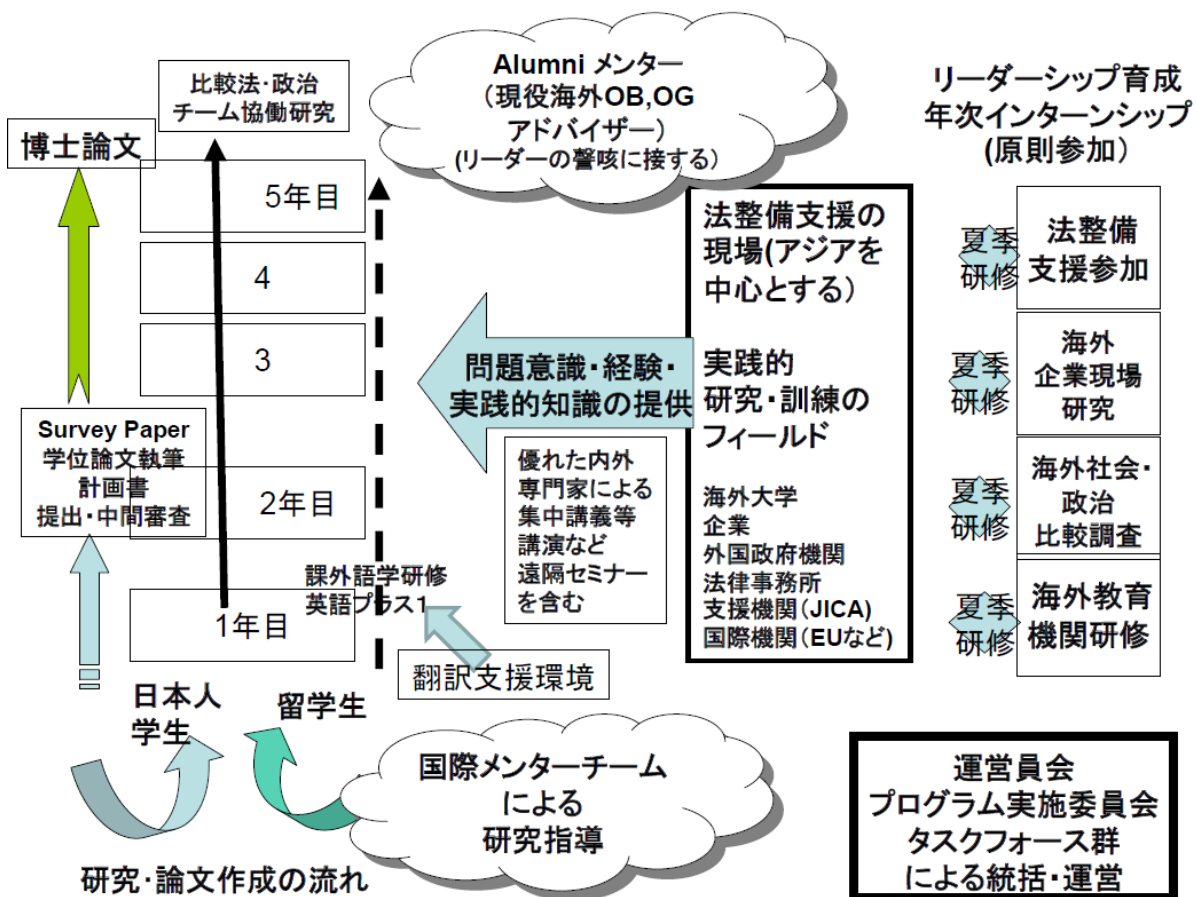 比較法・政治
チーム協働研究
博士論文
5年目
4
3
Survey Paper
学位論文執筆
計画書
提出・中間審査
2年目
課外語学研修
英語プラス1
1年目
翻訳支援環境
日本人
学生
留学生
研究・論文作成の流れ
Alumni メンター
（現役海外OB,OG
アドバイザー）
(リーダーの謦咳に接する）
問題意識・経験・
実践的知識の提供
優れた内外
専門家による
集中講義等
講演など
遠隔セミナー
を含む
法整備支援の
現場(アジアを
中心とする）
実践的
研究・訓練の
フィールド
海外大学
企業
外国政府機関
法律事務所
支援機関（JICA)
国際機関（EUなど）
国際メンターチーム
による
研究指導
リーダーシップ育成
年次インターンシップ
(原則参加）
夏季
研修
法整備
支援参加
夏季
研修
海外
企業現場
研究
夏季
研修
海外社会・
政治
比較調査
夏季
研修
海外教育
機関研修
運営員会
プログラム実施委員会
タスクフォース群
による統括・運営